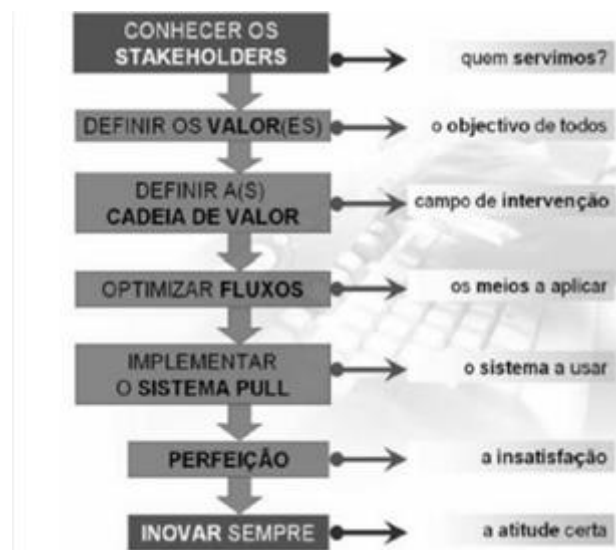 CONHECER OS
STAKEHOLDERS
quem servimos?
DEFINIR OS VALOR(ES)
o objectivo de todos
DEFINIR A(S)
CADEIA DE VALOR
campo de intervenção
OPTIMIZAR FLUXOS
os meios a aplicar
IMPLEMENTAR
O SISTEMA PULL
o sistema a usar
PERFEIÇÃO
a insatisfação
INOVAR SEMPRE
a atitude certa